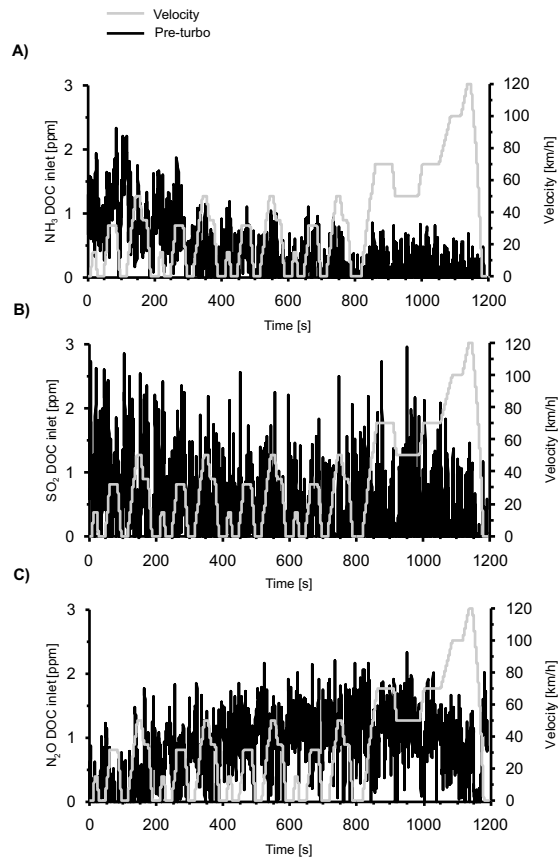 Velocity
Pre-turbo
A)
NH₃ DOC inlet [ppm]
3
2
1
0
120
100
80
60
40
20
0
Velocity [km/h]
0 200 400 600 800 1000 1200
Time [s]
B)
SO₂ DOC inlet [ppm]
3
2
1
0
120
100
80
60
40
20
0
Velocity [km/h]
0 200 400 600 800 1000 1200
Time [s]
C)
N₂O DOC inlet [ppm]
3
2
1
0
120
100
80
60
40
20
0
Velocity [km/h]
0 200 400 600 800 1000 1200
Time [s]